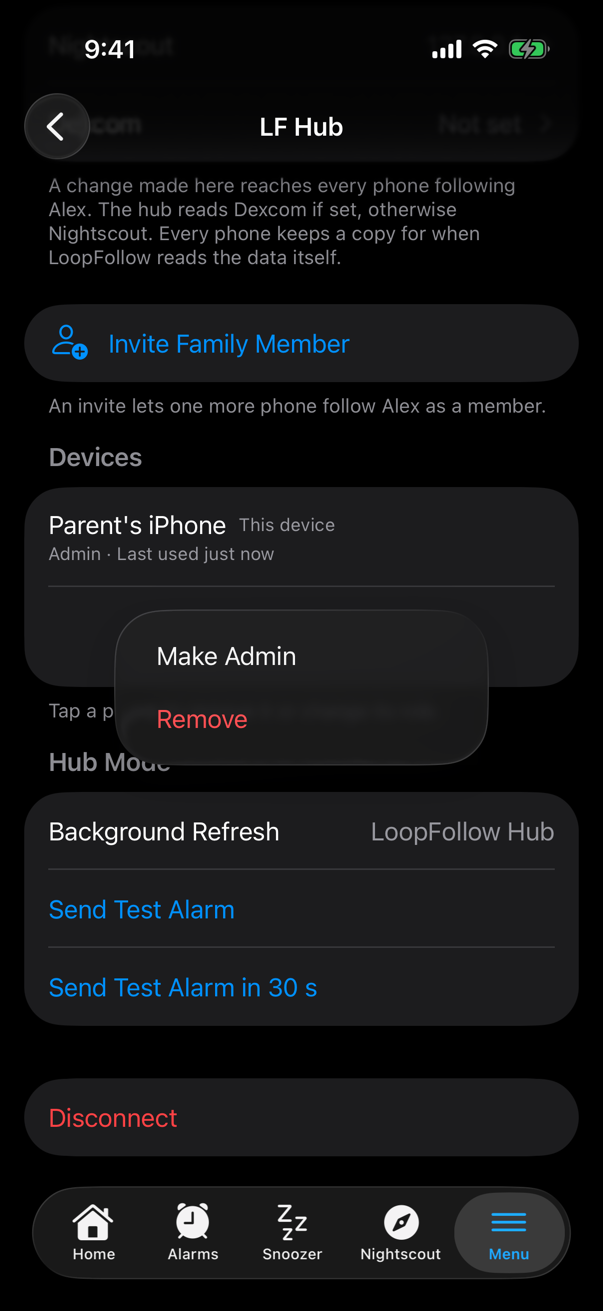 9:41
LF Hub
Not set
A change made here reaches every phone following
Alex. The hub reads Dexcom if set, otherwise
Nightscout. Every phone keeps a copy for when
LoopFollow reads the data itself.
Invite Family Member
An invite lets one more phone follow Alex as a member.
Devices
Parent's iPhone This device
Admin · Last used just now
Make Admin
Tap a p
Remove
Hub Mode
Background Refresh LoopFollow Hub
Send Test Alarm
Send Test Alarm in 30 s
Disconnect
Home
Alarms
Snoozer
Nightscout
Menu